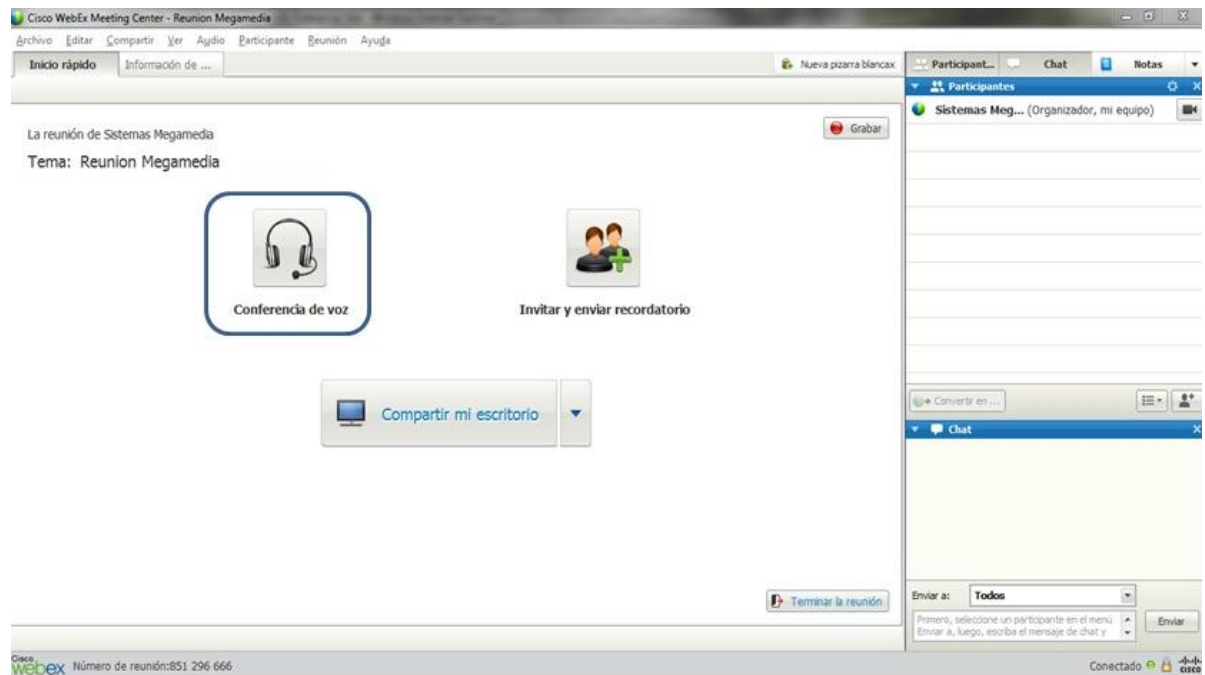 Cisco WebEx Meeting Center - Reunion Megamedia
Archivo Editar Compartir Ver Audio Participante Reunión Ayuda
Inicio rápido Información de ... Nueva pizarra blancax
Participant... Chat Notas
Participantes
Sistemas Meg... (Organizador, mi equipo)
La reunión de Sistemas Megamedia
Grabar
Tema: Reunion Megamedia
Conferencia de voz
Invitar y enviar recordatorio
Compartir mi escritorio
Convertir en ...
Chat
Terminar la reunión
Enviar a: Todos
Primero, seleccione un participante en el menú
Enviar a, luego, escriba el mensaje de chat y
Enviar
Cisco
webex Número de reunión:851 296 666
Conectado
CISCO